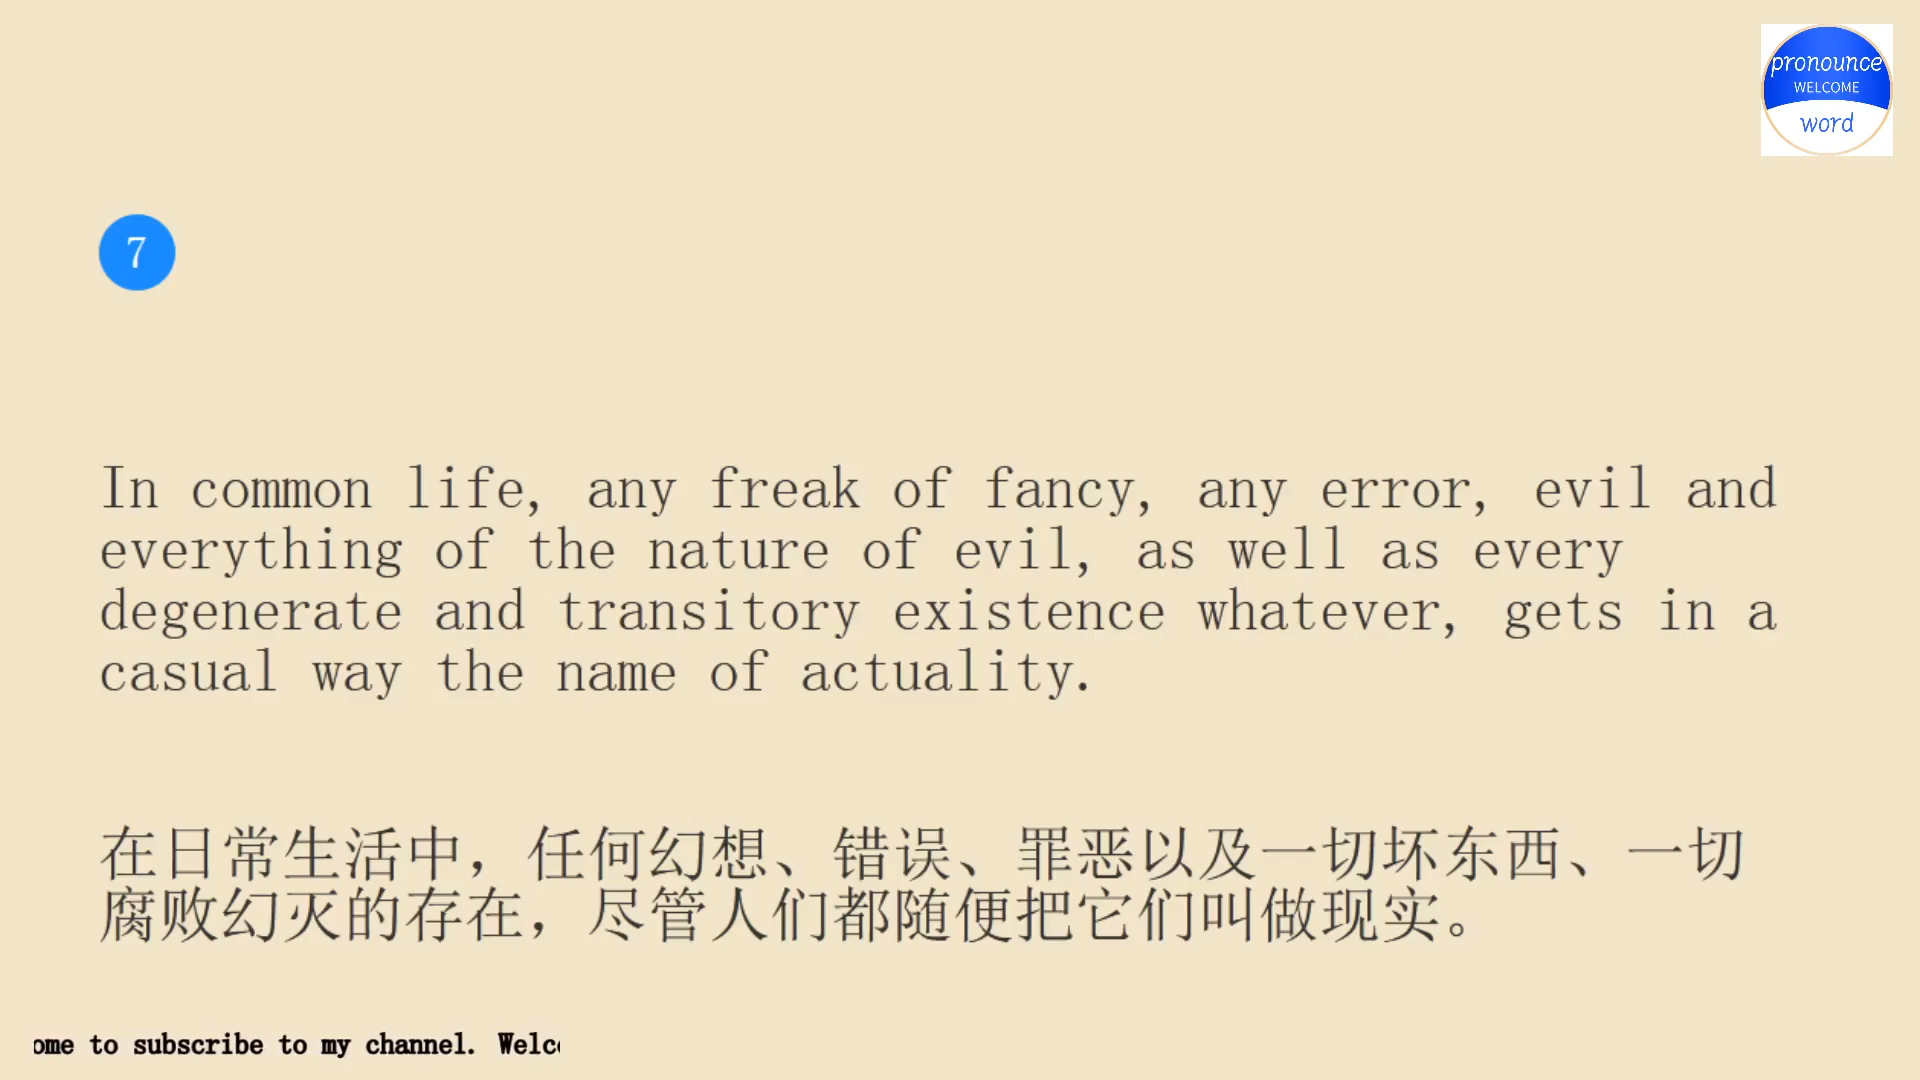 pronounce
WELCOME
word
7
In common life, any freak of fancy, any error, evil and
everything of the nature of evil, as well as every
degenerate and transitory existence whatever, gets in a
casual way the name of actuality.
在日常生活中，任何幻想、错误、罪恶以及一切坏东西、一切
腐败幻灭的存在，尽管人们都随便把它们叫做现实。
ome to subscribe to my channel. Welc